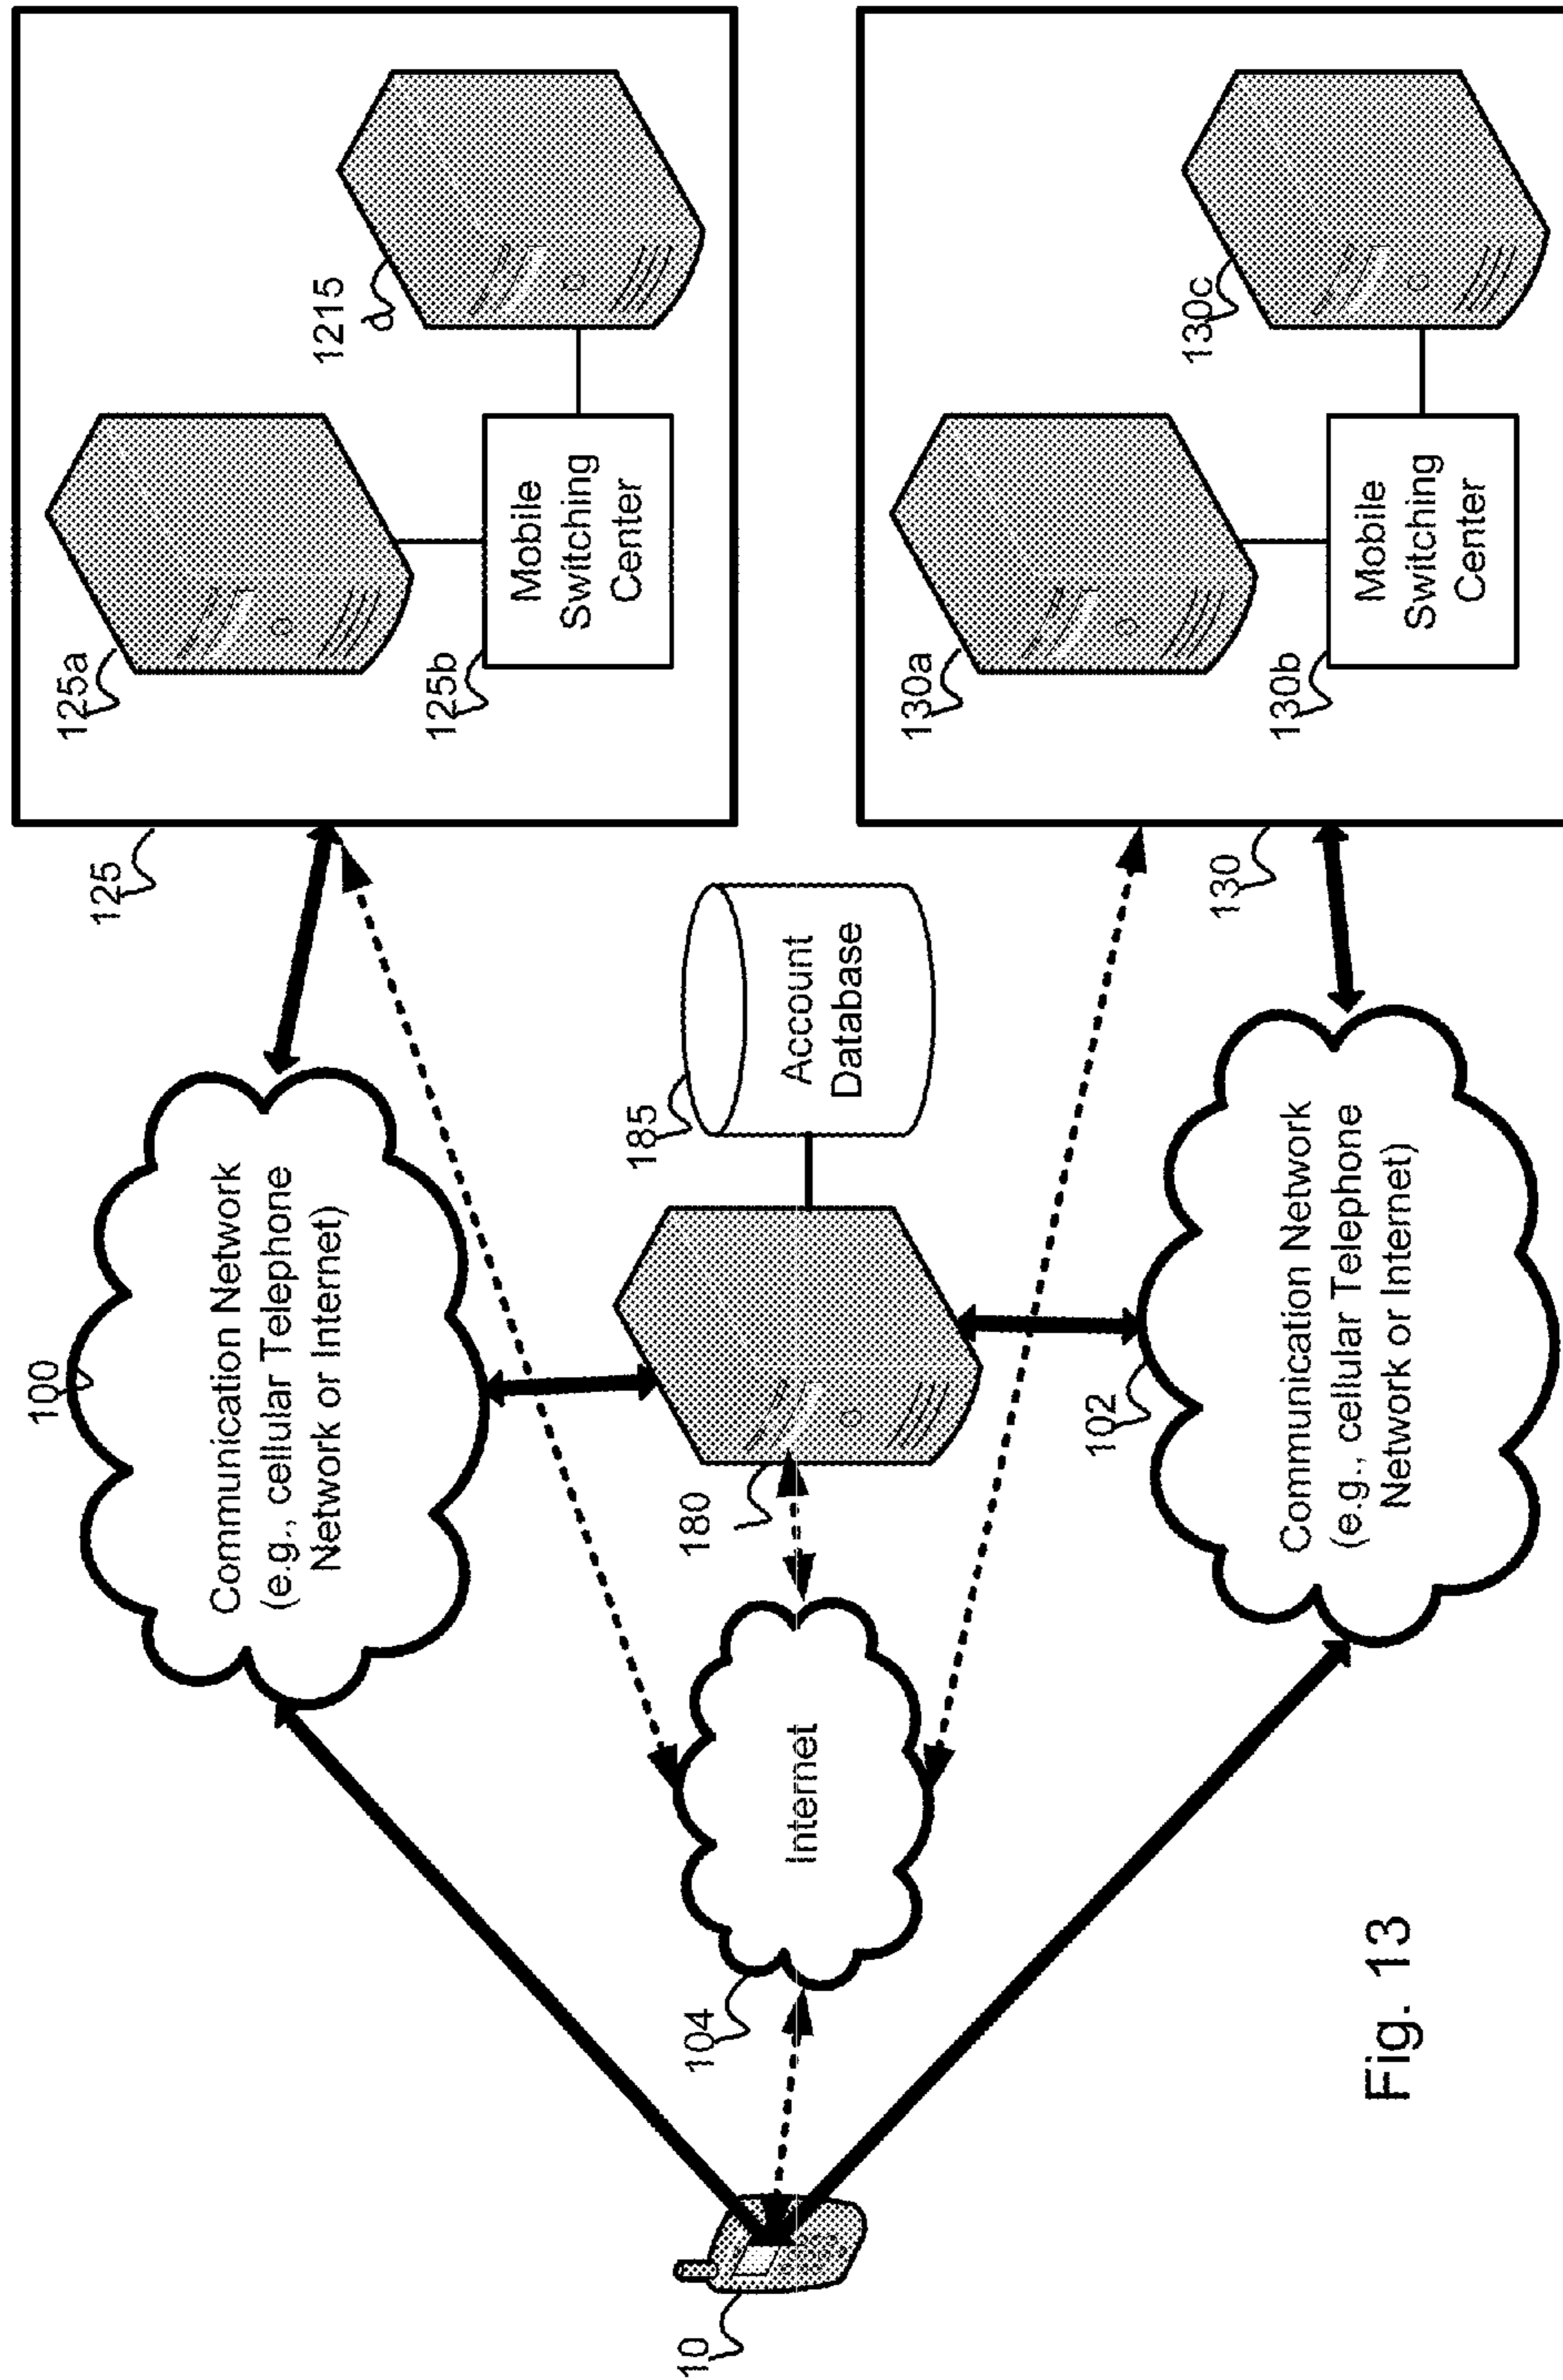 100
Communication Network
(e.g., cellular Telephone
Network or Internet)
125
125a
1215
d
125b
Mobile
Switching
Center
10
104
Internet
180
185
Account
Database
102
Communication Network
(e.g., cellular Telephone
Network or Internet)
130
130a
130c
130b
Mobile
Switching
Center
Fig. 13